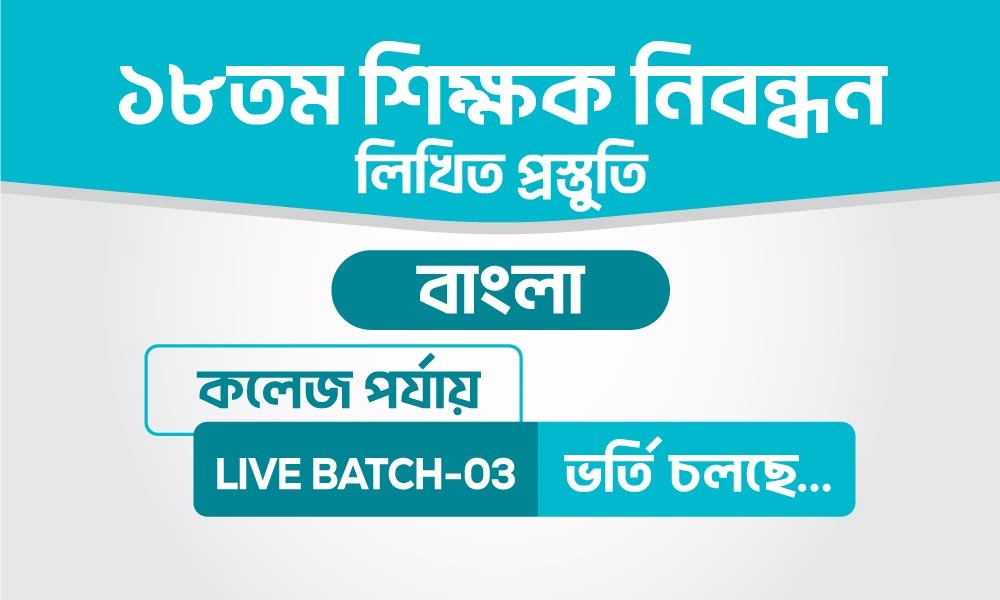 ১৮তম শিক্ষক নিবন্ধন
লিখিত প্রস্তুতি
বাংলা
কলেজ পর্যায়
LIVE BATCH-03 ভর্তি চলছে...